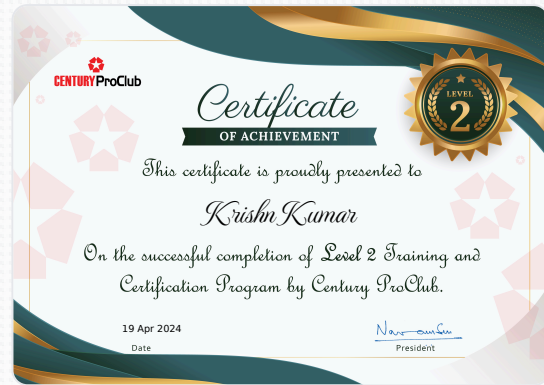 CENTURY ProClub
LEVEL
2
Certificate
OF ACHIEVEMENT
This certificate is proudly presented to
Krishn Kumar
On the successful completion of Level 2 Training and
Certification Program by Century ProClub.
19 Apr 2024
Date
President